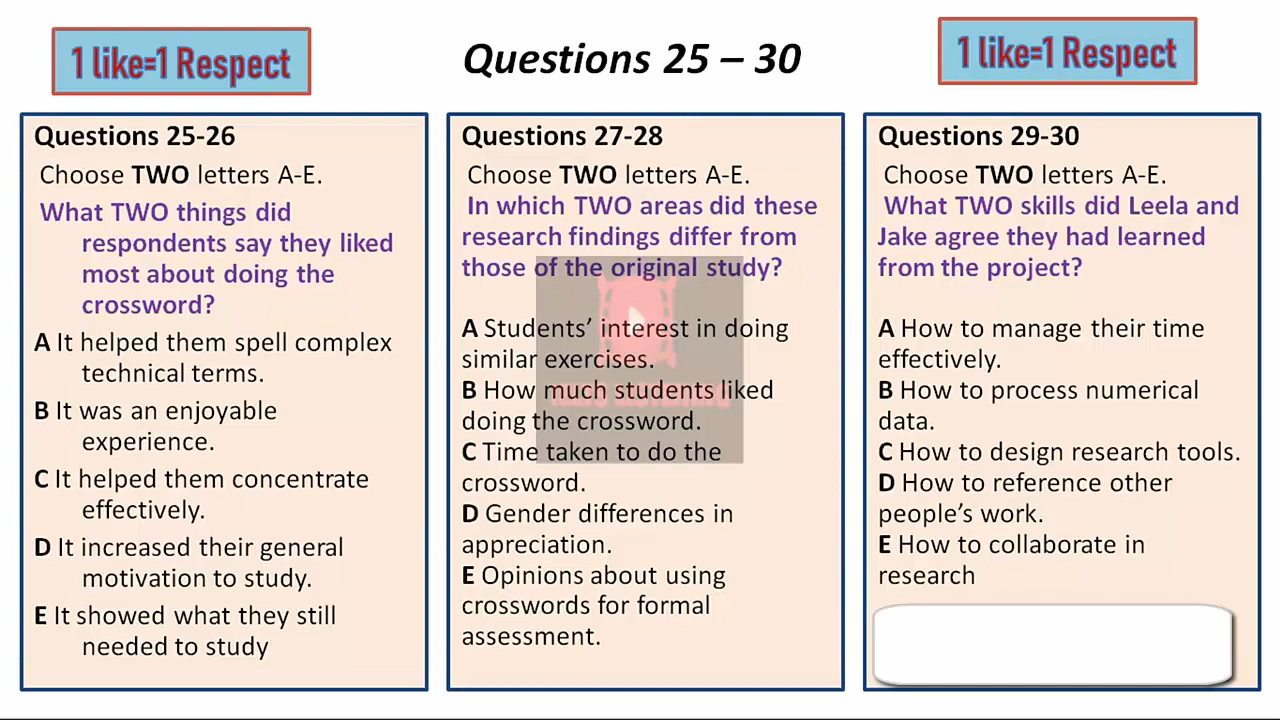 1 like=1 Respect
Questions 25 – 30
1 like=1 Respect
Questions 25-26
Choose TWO letters A-E.
What TWO things did
respondents say they liked
most about doing the
crossword?
A It helped them spell complex
technical terms.
B It was an enjoyable
experience.
C It helped them concentrate
effectively.
D It increased their general
motivation to study.
E It showed what they still
needed to study
Questions 27-28
Choose TWO letters A-E.
In which TWO areas did these
research findings differ from
those of the original study?
A Students’ interest in doing
similar exercises.
B How much students liked
doing the crossword.
C Time taken to do the
crossword.
D Gender differences in
appreciation.
E Opinions about using
crosswords for formal
assessment.
Questions 29-30
Choose TWO letters A-E.
What TWO skills did Leela and
Jake agree they had learned
from the project?
A How to manage their time
effectively.
B How to process numerical
data.
C How to design research tools.
D How to reference other
people’s work.
E How to collaborate in
research